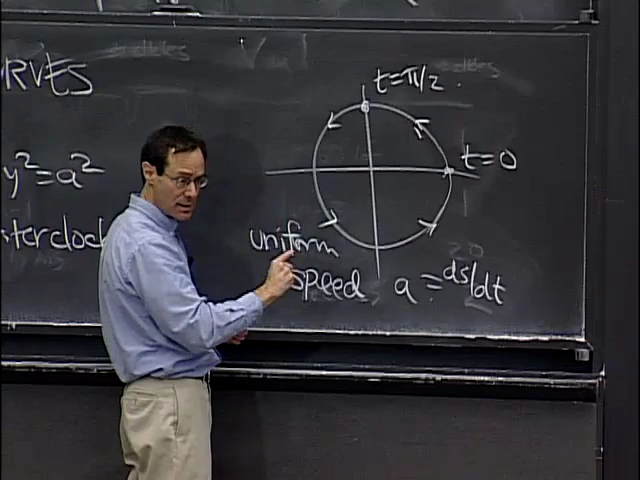 RVES
t=π/2.
y²=a²
t=0
terclock
uniform
speed a = ds/dt